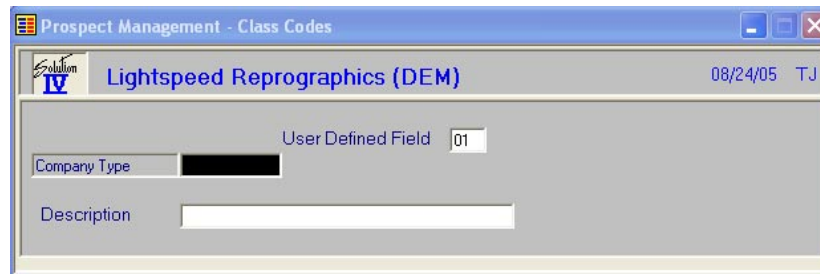 Prospect Management - Class Codes
Solution IV
Lightspeed Reprographics (DEM)
08/24/05 TJ
User Defined Field 01
Company Type
Description